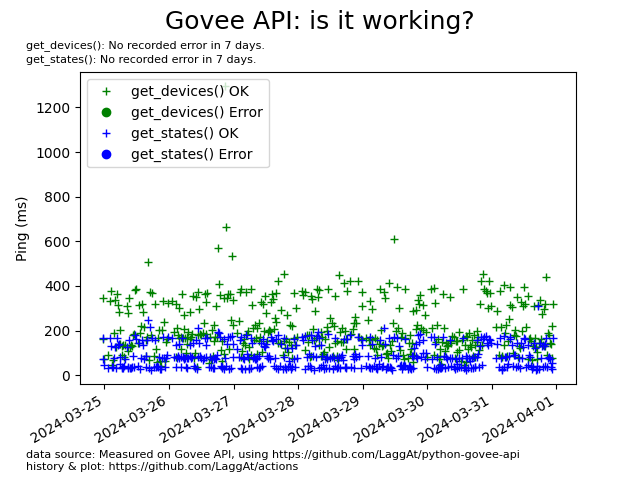 Govee API: is it working?
get_devices(): No recorded error in 7 days.
get_states(): No recorded error in 7 days.
get_devices() OK
get_devices() Error
get_states() OK
get_states() Error
Ping (ms)
1200
1000
800
600
400
200
0
2024-03-25
2024-03-26
2024-03-27
2024-03-28
2024-03-29
2024-03-30
2024-03-31
2024-04-01
data source: Measured on Govee API, using https://github.com/LaggAt/python-govee-api
history & plot: https://github.com/LaggAt/actions